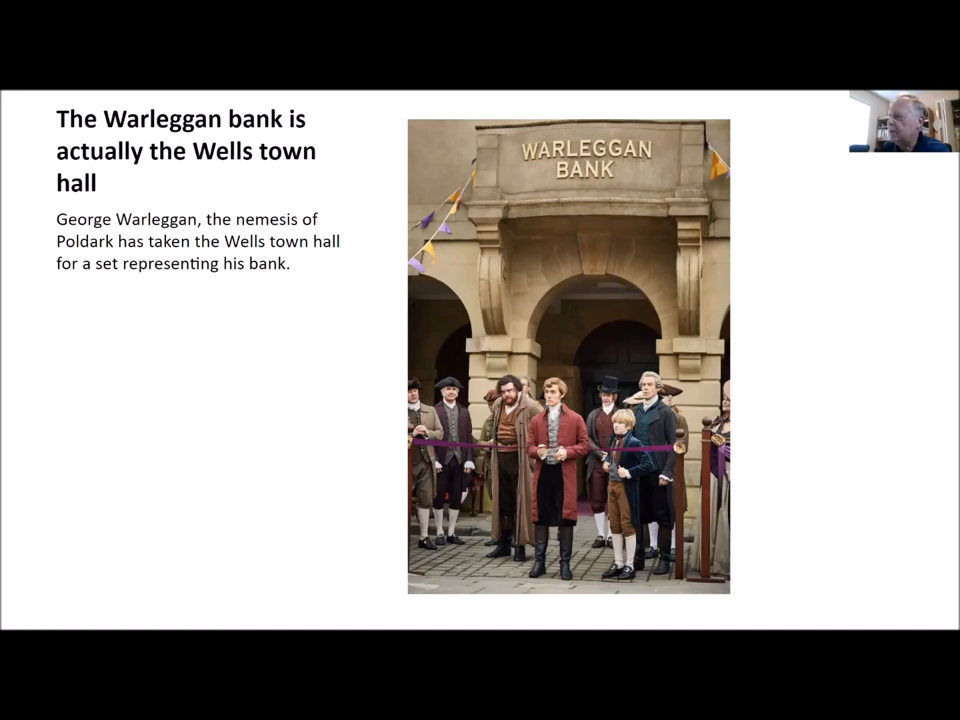 The Warleggan bank is
actually the Wells town
hall
George Warleggan, the nemesis of
Poldark has taken the Wells town hall
for a set representing his bank.
WARLEGGAN
BANK